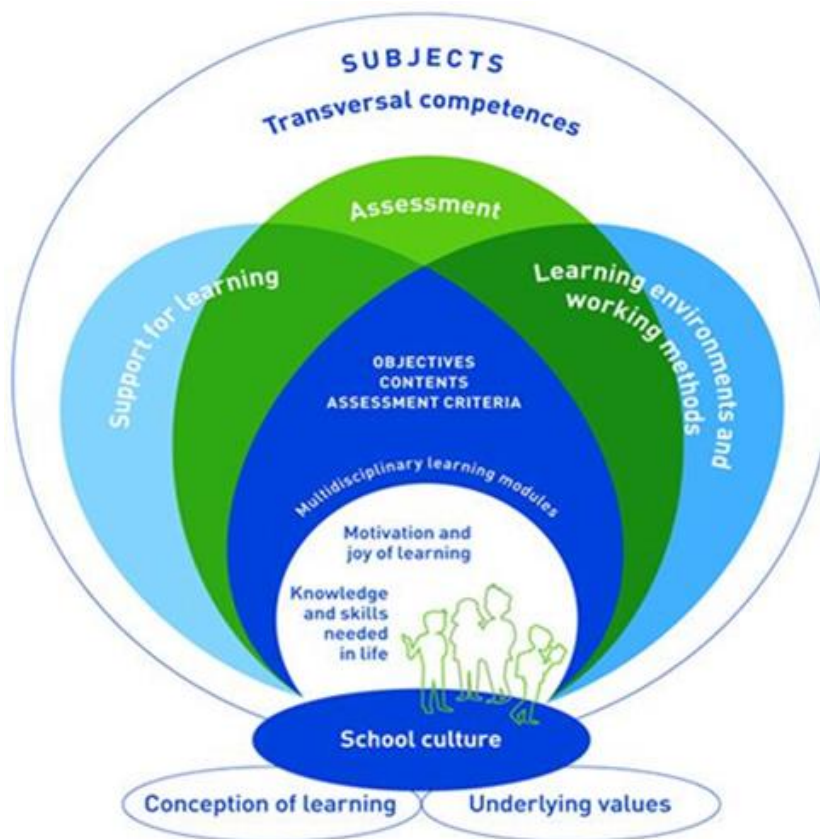 SUBJECTS
Transversal competences
Assessment
Support for learning
Learning environments and
working methods
OBJECTIVES
CONTENTS
ASSESSMENT CRITERIA
Multidisciplinary learning modules
Motivation and
joy of learning
Knowledge
and skills
needed
in life
School culture
Conception of learning
Underlying values